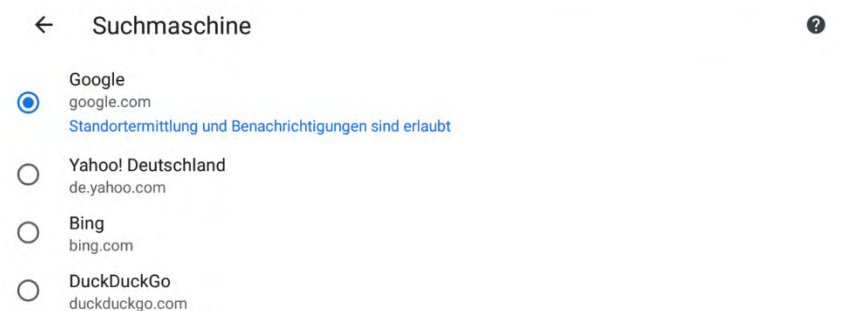 Suchmaschine
Google
google.com
Standortermittlung und Benachrichtigungen sind erlaubt
Yahoo! Deutschland
de.yahoo.com
Bing
bing.com
DuckDuckGo
duckduckgo.com